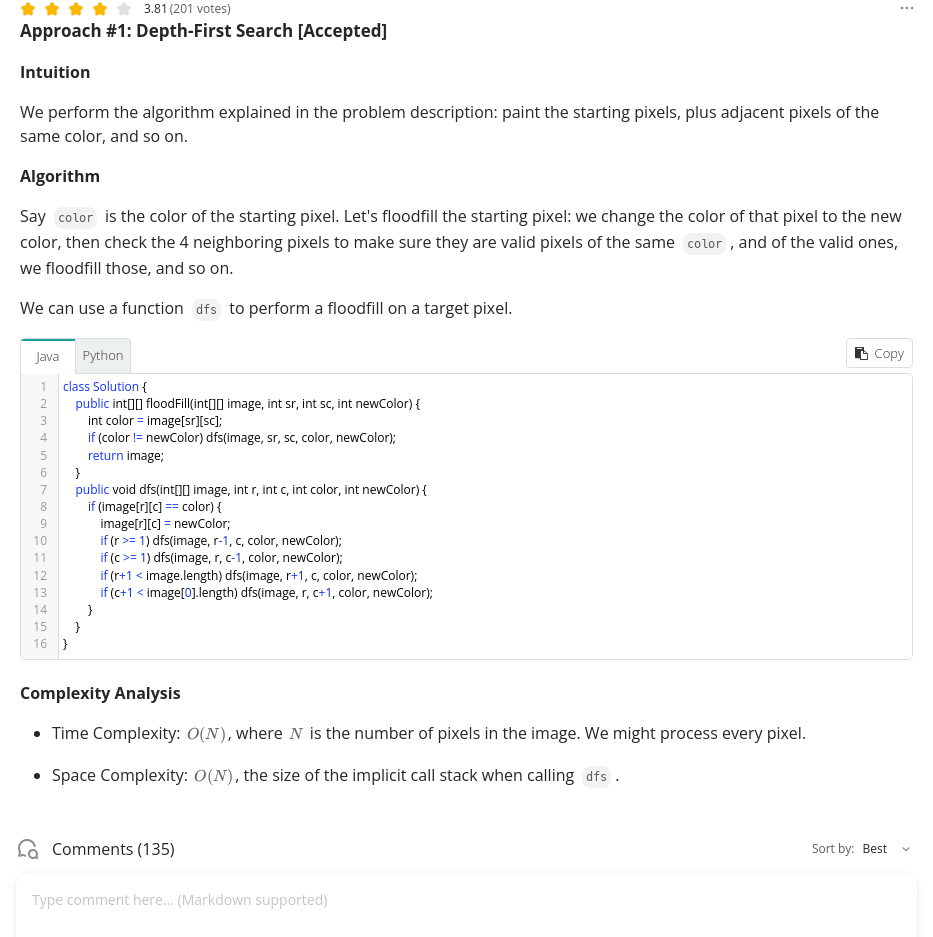 3.81 (201 votes)
Approach #1: Depth-First Search [Accepted]
Intuition
We perform the algorithm explained in the problem description: paint the starting pixels, plus adjacent pixels of the
same color, and so on.
Algorithm
Say color is the color of the starting pixel. Let's floodfill the starting pixel: we change the color of that pixel to the new
color, then check the 4 neighboring pixels to make sure they are valid pixels of the same color , and of the valid ones,
we floodfill those, and so on.
We can use a function dfs to perform a floodfill on a target pixel.
Java Python Copy
1 class Solution {
2 public int[][] floodFill(int[][] image, int sr, int sc, int newColor) {
3 int color = image[sr][sc];
4 if (color != newColor) dfs(image, sr, sc, color, newColor);
5 return image;
6 }
7 public void dfs(int[][] image, int r, int c, int color, int newColor) {
8 if (image[r][c] == color) {
9 image[r][c] = newColor;
10 if (r >= 1) dfs(image, r-1, c, color, newColor);
11 if (c >= 1) dfs(image, r, c-1, color, newColor);
12 if (r+1 < image.length) dfs(image, r+1, c, color, newColor);
13 if (c+1 < image[0].length) dfs(image, r, c+1, color, newColor);
14 }
15 }
16 }
Complexity Analysis
• Time Complexity: O(N), where N is the number of pixels in the image. We might process every pixel.
• Space Complexity: O(N), the size of the implicit call stack when calling dfs .
Comments (135) Sort by: Best
Type comment here... (Markdown supported)